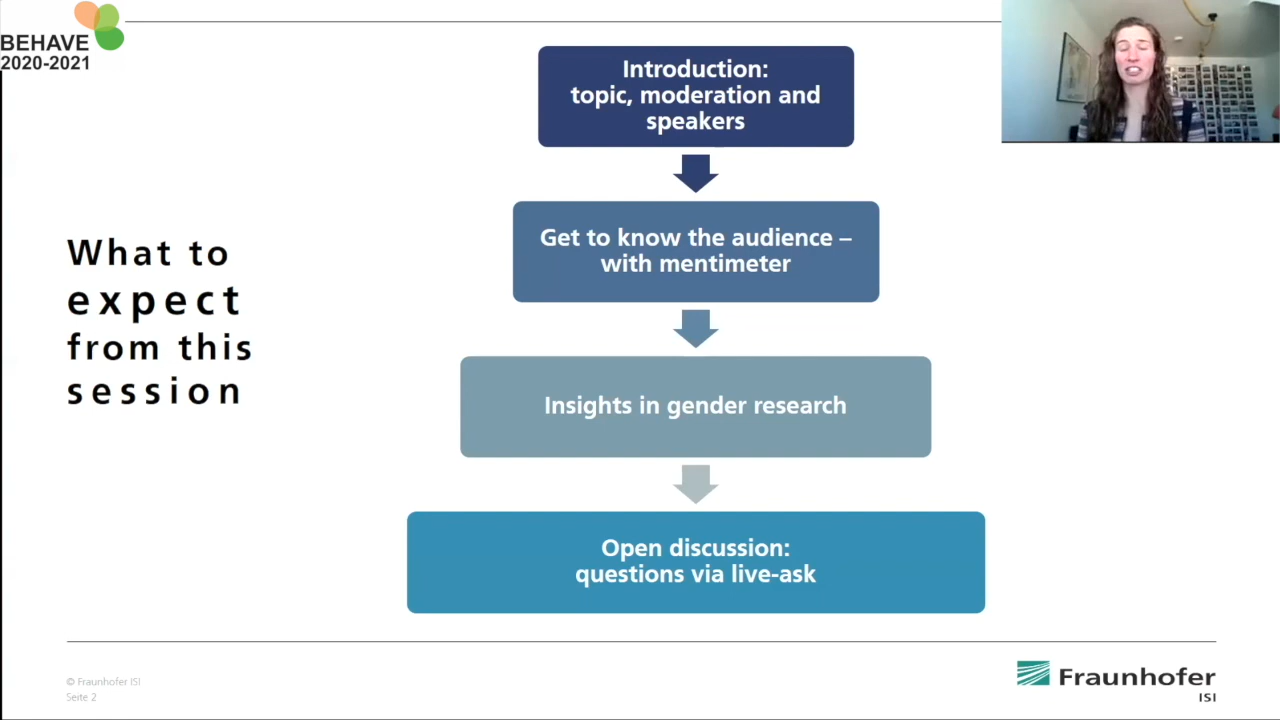 BEHAVE
2020-2021
Introduction:
topic, moderation and
speakers
Get to know the audience –
with mentimeter
What to
expect
from this
session
Insights in gender research
Open discussion:
questions via live-ask
© Fraunhofer ISI
Seite 2
Fraunhofer
ISI